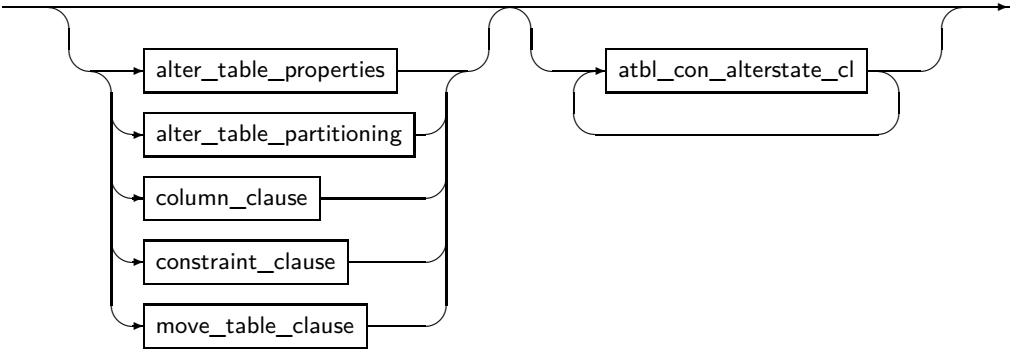 alter_table_properties
atbl_con_alterstate_cl
alter_table_partitioning
column_clause
constraint_clause
move_table_clause